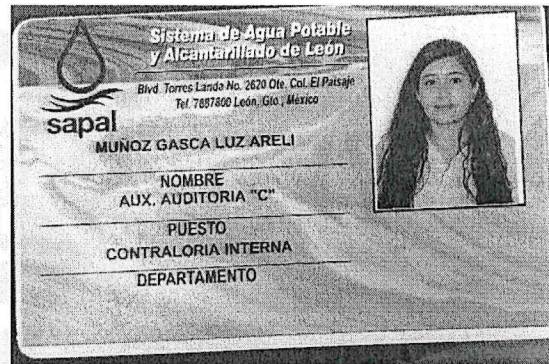 Sistema de Agua Potable
y Alcantarillado de León
Blvd. Torres Landa No. 2620 Ote. Col. El Paisaje
Tel. 7887800 León, Gto., México
sapal
MUÑOZ GASCA LUZ ARELI
NOMBRE
AUX. AUDITORIA "C"
PUESTO
CONTRALORIA INTERNA
DEPARTAMENTO